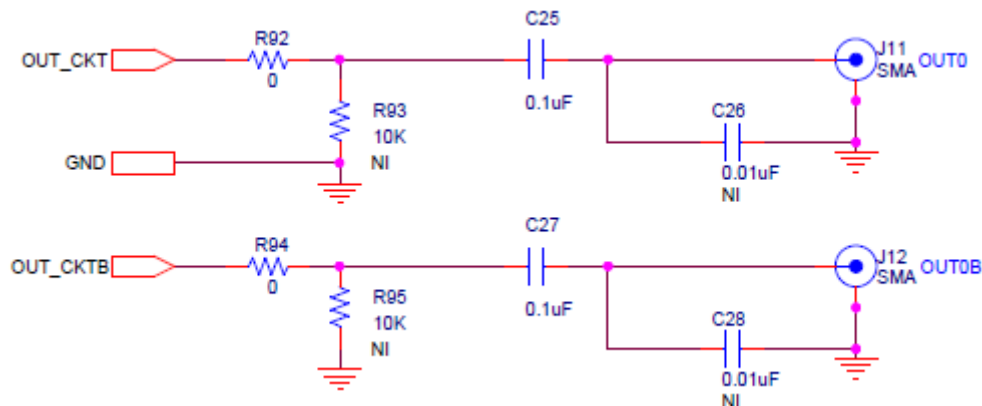 C25
R92
J11
OUT_CKT
OUT0
SMA
0
0.1uF
R93
C26
10K
GND
NI
0.01uF
NI
C27
R94
J12
OUT_CKTB
OUT0B
SMA
0
R95
0.1uF
10K
C28
NI
0.01uF
NI